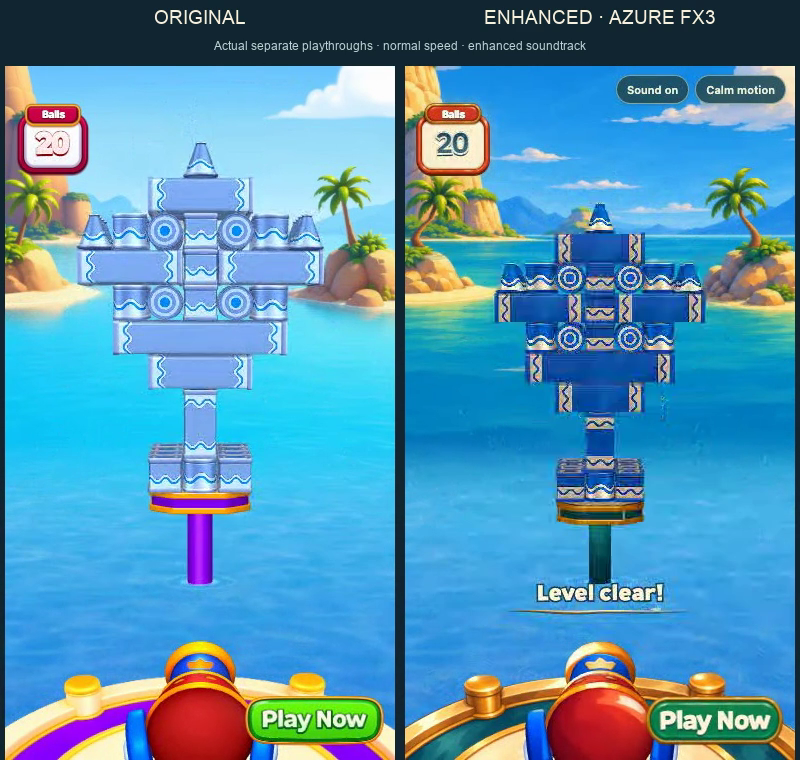 ORIGINAL
ENHANCED · AZURE FX3
Actual separate playthroughs · normal speed · enhanced soundtrack
Balls
20
Play Now
Sound on
Calm motion
Balls
20
Level clear!
Play Now